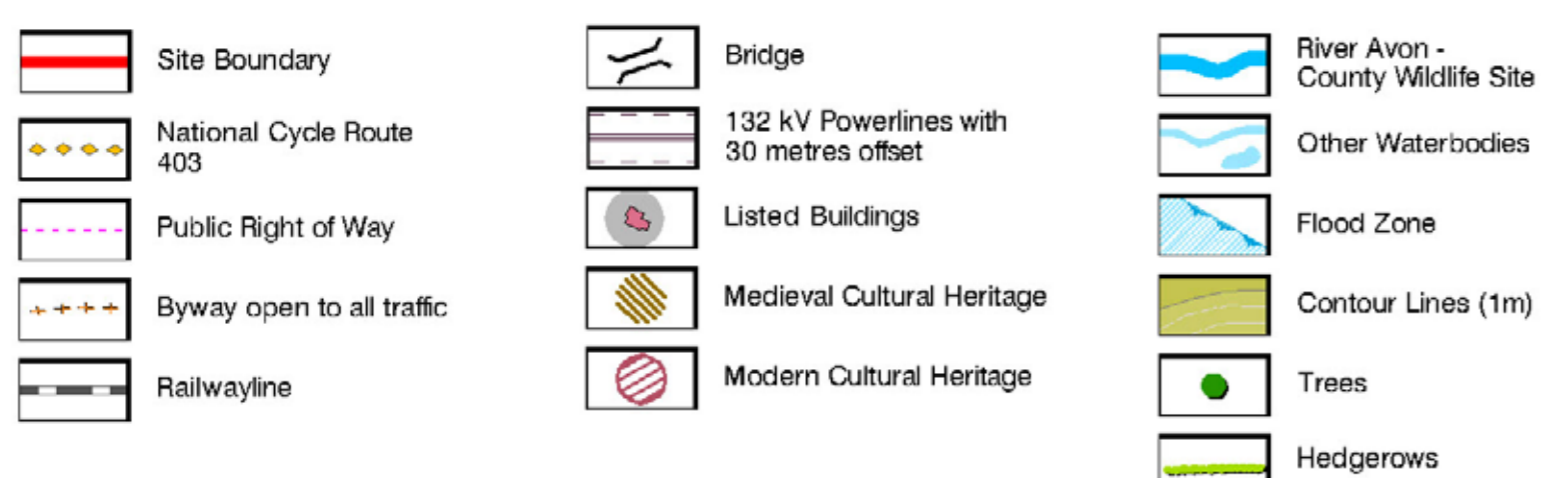 Site Boundary
National Cycle Route
403
Public Right of Way
Byway open to all traffic
Railwayline
Bridge
132 kV Powerlines with
30 metres offset
Listed Buildings
Medieval Cultural Heritage
Modern Cultural Heritage
River Avon -
County Wildlife Site
Other Waterbodies
Flood Zone
Contour Lines (1m)
Trees
Hedgerows